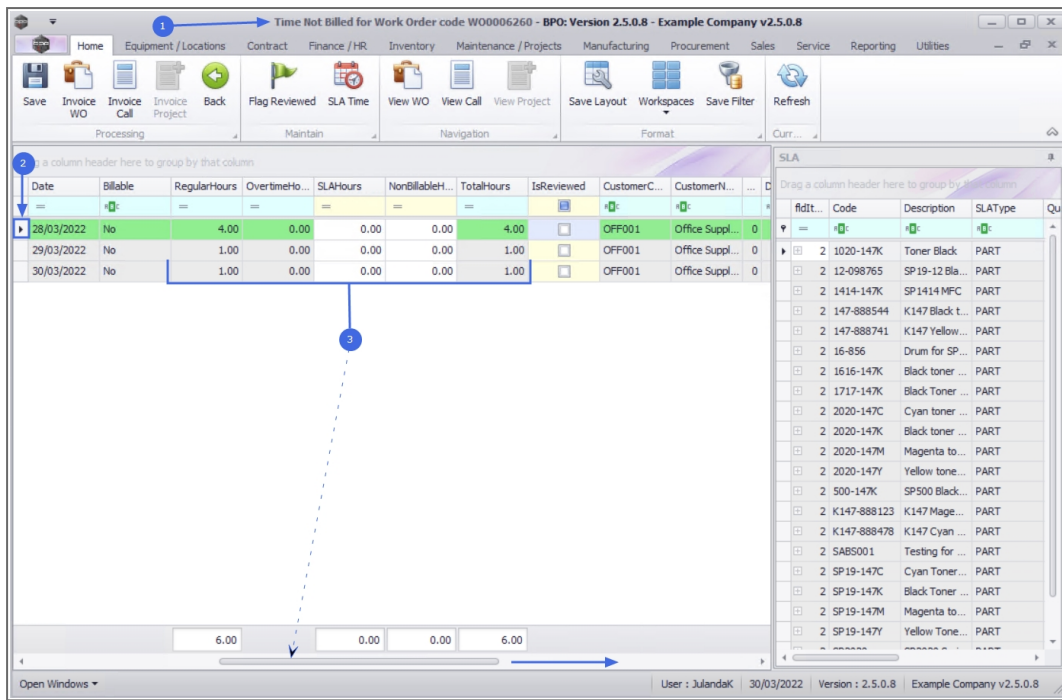 1
Time Not Billed for Work Order code WO0006260 - BPO: Version 2.5.0.8 - Example Company v2.5.0.8
Home Equipment / Locations Contract Finance / HR Inventory Maintenance / Projects Manufacturing Procurement Sales Service Reporting Utilities
Save Invoice WO Invoice Call Invoice Project Back Flag Reviewed SLA Time View WO View Call View Project Save Layout Workspaces Save Filter Refresh
Processing Maintain Navigation Format Curr...
2
a column header here to group by that column
Date Billable RegularHours OvertimeHo... SLAHours NonBillableH... TotalHours IsReviewed CustomerC... CustomerN... ... D
28/03/2022 No 4.00 0.00 0.00 0.00 4.00 OFF001 Office Suppl... 0
29/03/2022 No 1.00 0.00 0.00 0.00 1.00 OFF001 Office Suppl... 0
30/03/2022 No 1.00 0.00 0.00 0.00 1.00 OFF001 Office Suppl... 0
3
6.00 0.00 0.00 6.00
SLA
Drag a column header here to group by that column
fldIt... Code Description SLAType Qu
2 1020-147K Toner Black PART
2 12-098765 SP19-12 Bla... PART
2 1414-147K SP1414 MFC PART
2 147-888544 K147 Black t... PART
2 147-888741 K147 Yellow... PART
2 16-856 Drum for SP... PART
2 1616-147K Black toner ... PART
2 1717-147K Black Toner ... PART
2 2020-147C Cyan toner ... PART
2 2020-147K Black toner ... PART
2 2020-147M Magenta to... PART
2 2020-147Y Yellow tone... PART
2 500-147K SP500 Black... PART
2 K147-888123 K147 Mage... PART
2 K147-888478 K147 Cyan ... PART
2 SABS001 Testing for ... PART
2 SP19-147C Cyan Toner... PART
2 SP19-147K Black Toner ... PART
2 SP19-147M Magenta to... PART
2 SP19-147Y Yellow Tone... PART
Open Windows User : JulandaK 30/03/2022 Version : 2.5.0.8 Example Company v2.5.0.8